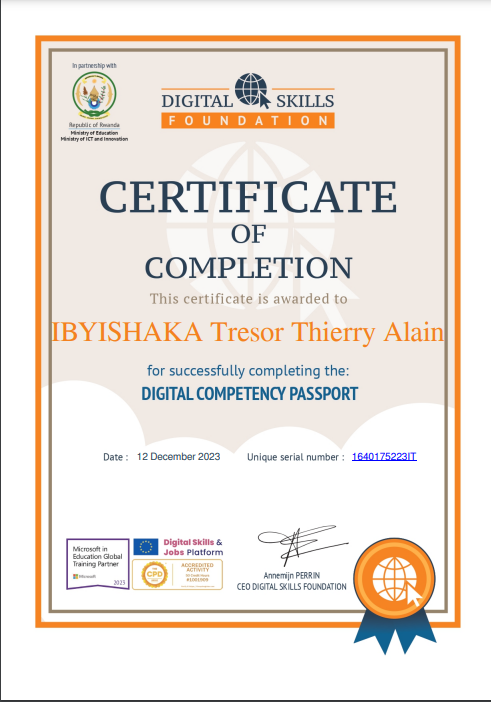 In partnership with
Republic of Rwanda
Ministry of Education
Ministry of ICT and Innovation
DIGITAL SKILLS
FOUNDATION
CERTIFICATE
OF
COMPLETION
This certificate is awarded to
IBYISHAKA Tresor Thierry Alain
for successfully completing the:
DIGITAL COMPETENCY PASSPORT
Date : 12 December 2023 Unique serial number : 1640175223IT
Microsoft in
Education Global
Training Partner
Microsoft
2023
Digital Skills &
Jobs Platform
CPD
ACCREDITED
ACTIVITY
Annemijn PERRIN
CEO DIGITAL SKILLS FOUNDATION